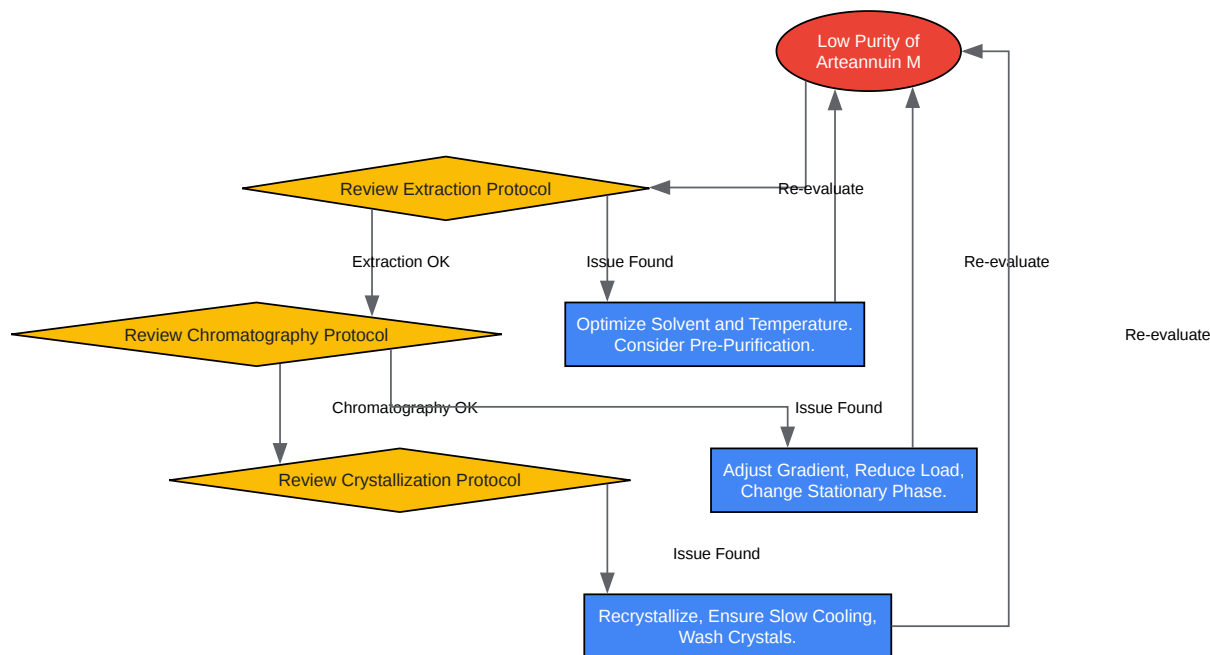 Low Purity of
Arteannuin M
Review Extraction Protocol
Re-evaluate
Extraction OK
Issue Found
Re-evaluate
Optimize Solvent and Temperature.
Consider Pre-Purification.
Review Chromatography Protocol
Re-evaluate
Chromatography OK
Issue Found
Adjust Gradient, Reduce Load,
Change Stationary Phase.
Review Crystallization Protocol
Issue Found
Recrystallize, Ensure Slow Cooling,
Wash Crystals.